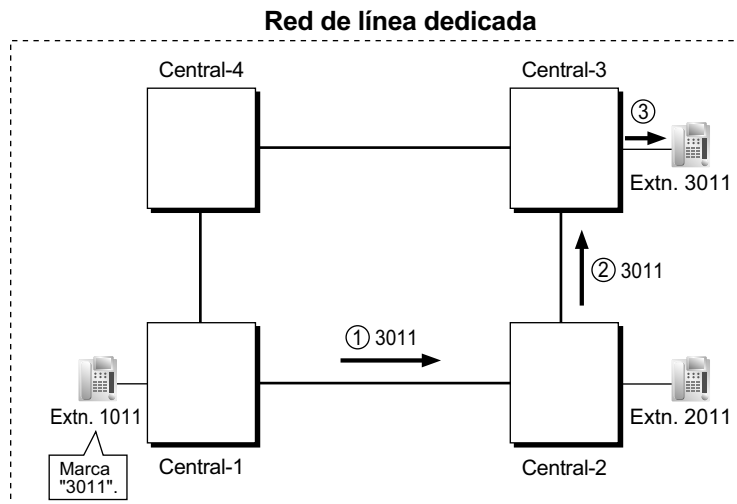 Red de línea dedicada
Central-4
Central-3
③
Extn. 3011
② 3011
① 3011
Extn. 1011
Extn. 2011
Marca
"3011".
Central-1
Central-2